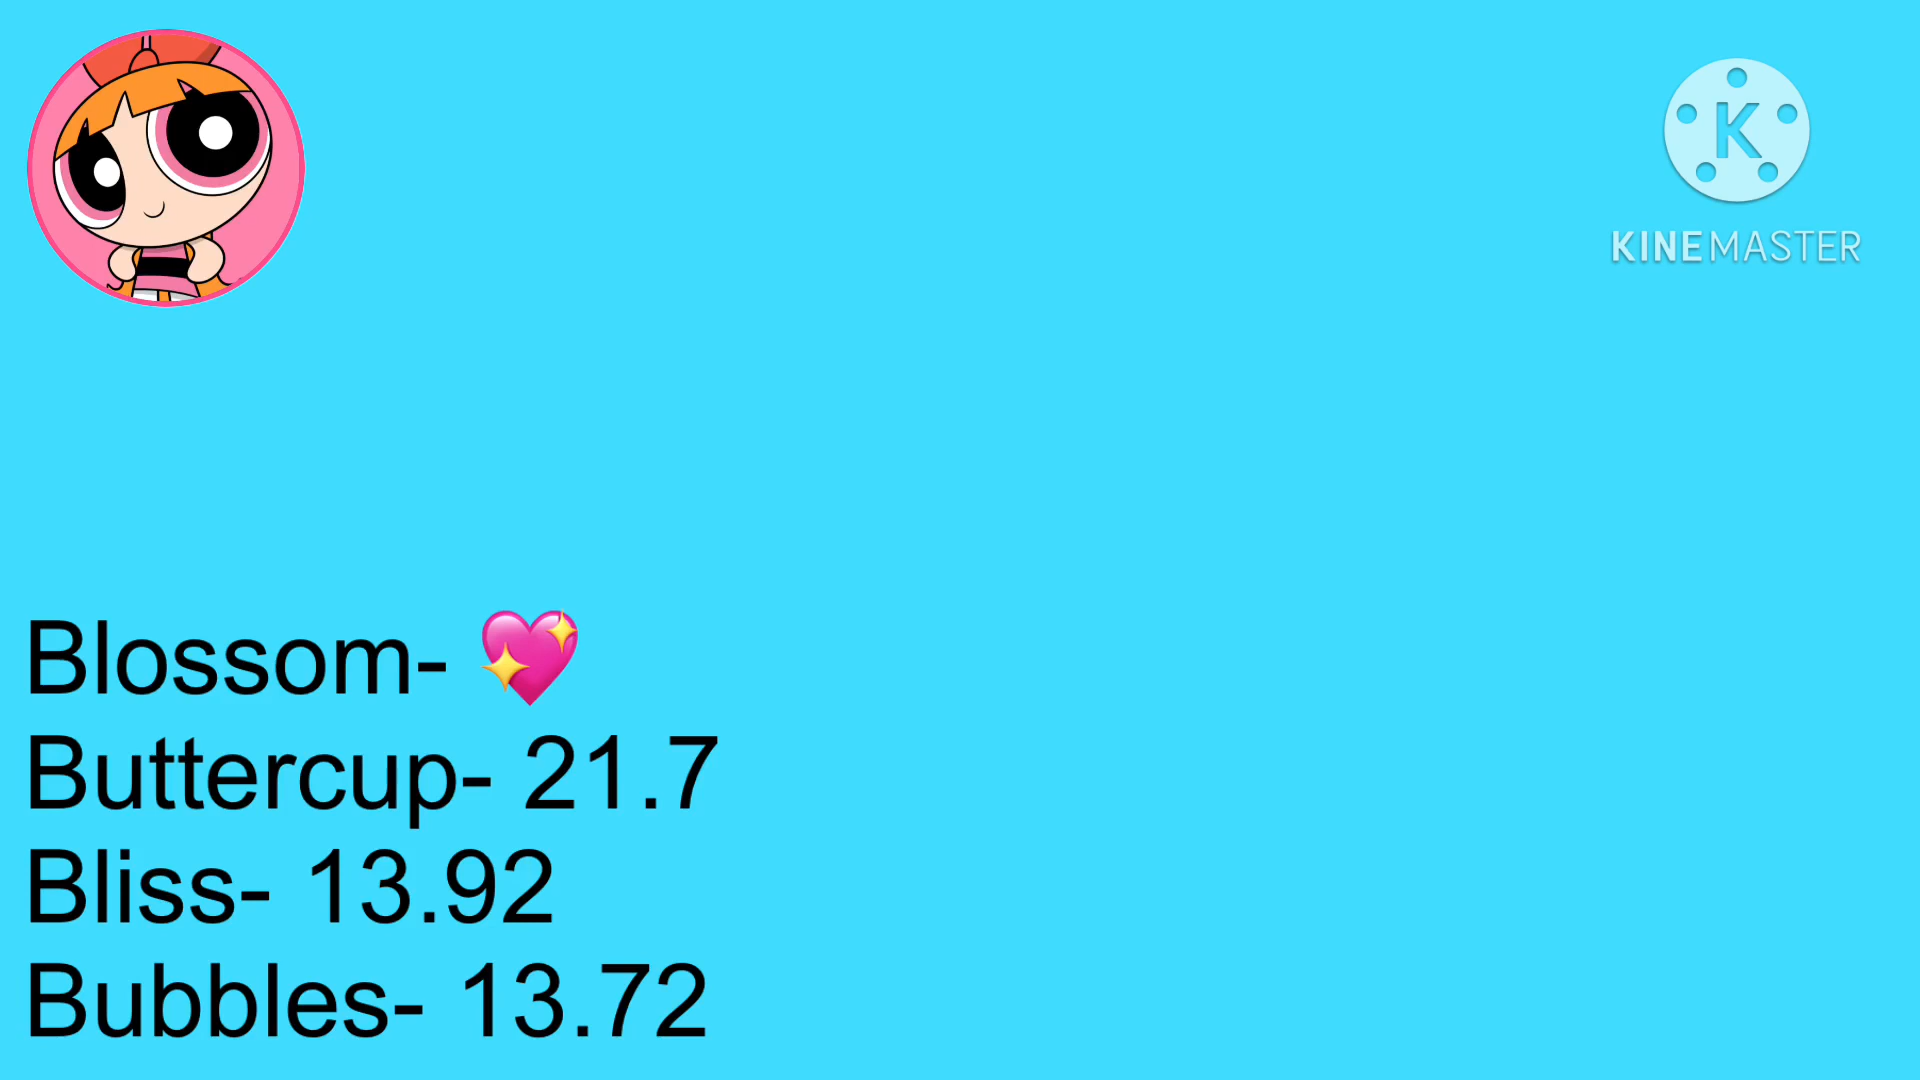 K
KINEMASTER
Blossom- 💖
Buttercup- 21.7
Bliss- 13.92
Bubbles- 13.72